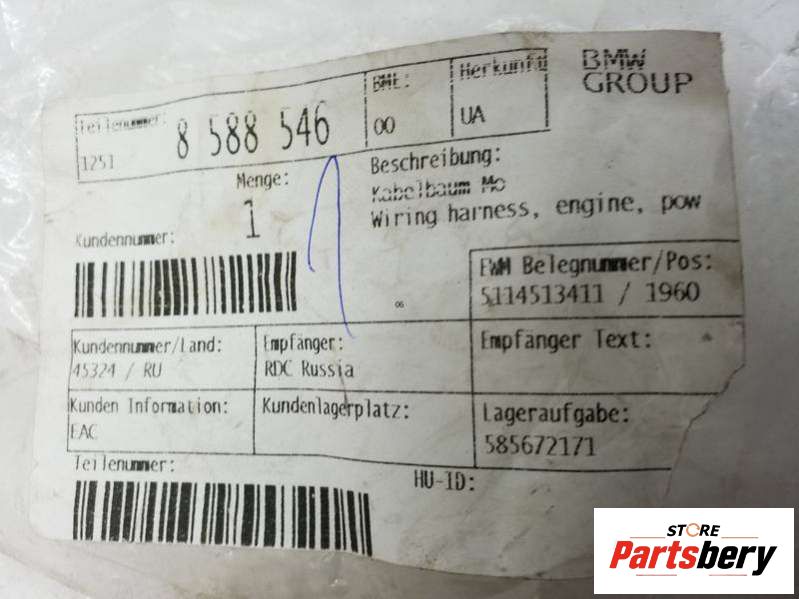 Teilenummer: BME: Herkunft BMW GROUP
1251 8 588 546 00 UA
Menge: Beschreibung:
1 Kabelbaum Mo
Wiring harness, engine, pow
Kundennummer:
FWM Belegnummer/Pos:
5114513411 / 1960
Kundennummer/Land: Empfänger: Empfänger Text:
45324 / RU RDC Russia
Kunden Information: Kundenlagerplatz: Lageraufgabe:
EAC 585672171
Teilenummer: HU-ID:
STORE
Partsbery